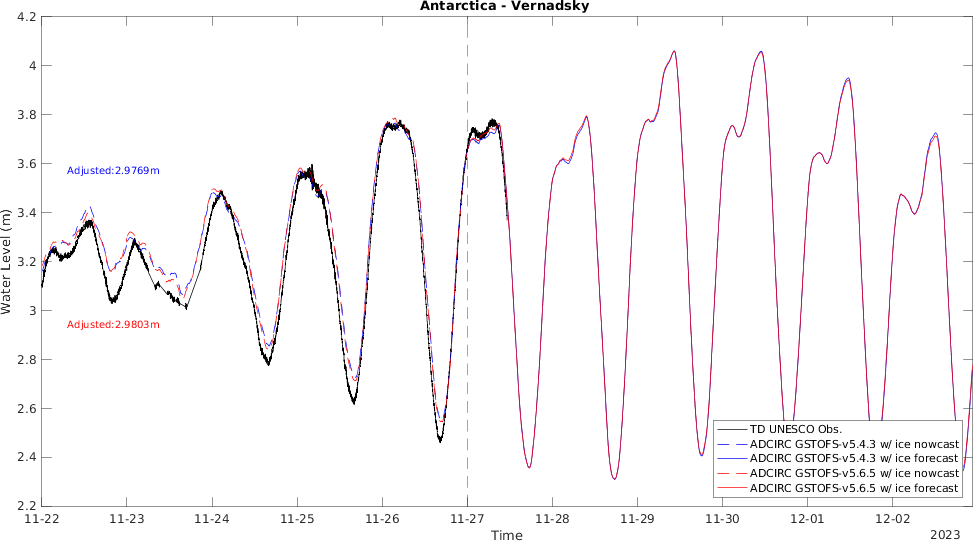 Antarctica - Vernadsky
4.2
4
3.8
3.6
3.4
3.2
3
2.8
2.6
2.4
2.2
Water Level (m)
Adjusted:2.9769m
Adjusted:2.9803m
TD UNESCO Obs.
ADCIRC GSTOFS-v5.4.3 w/ ice nowcast
ADCIRC GSTOFS-v5.4.3 w/ ice forecast
ADCIRC GSTOFS-v5.6.5 w/ ice nowcast
ADCIRC GSTOFS-v5.6.5 w/ ice forecast
11-22 11-23 11-24 11-25 11-26 11-27 11-28 11-29 11-30 12-01 12-02
Time
2023